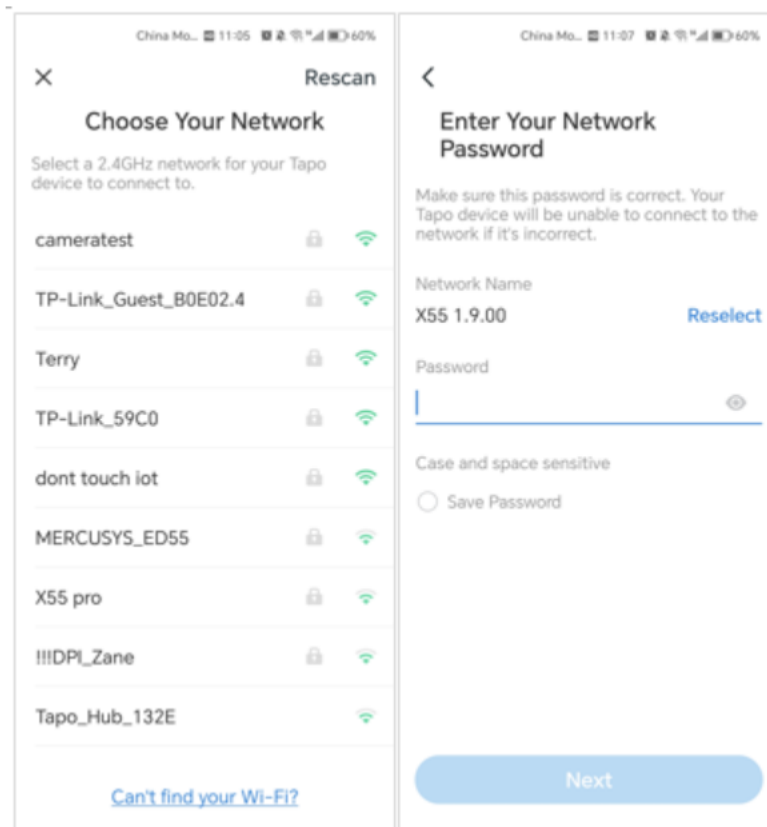 China Mo... 11:05 60%
Rescan
Choose Your Network
Select a 2.4GHz network for your Tapo
device to connect to.
cameratest
TP-Link_Guest_B0E02.4
Terry
TP-Link_59C0
dont touch iot
MERCUSYS_ED55
X55 pro
!!!DPI_Zane
Tapo_Hub_132E
Can't find your Wi-Fi?
China Mo... 11:07 60%
Enter Your Network
Password
Make sure this password is correct. Your
Tapo device will be unable to connect to the
network if it's incorrect.
Network Name
X55 1.9.00 Reselect
Password
Case and space sensitive
Save Password
Next